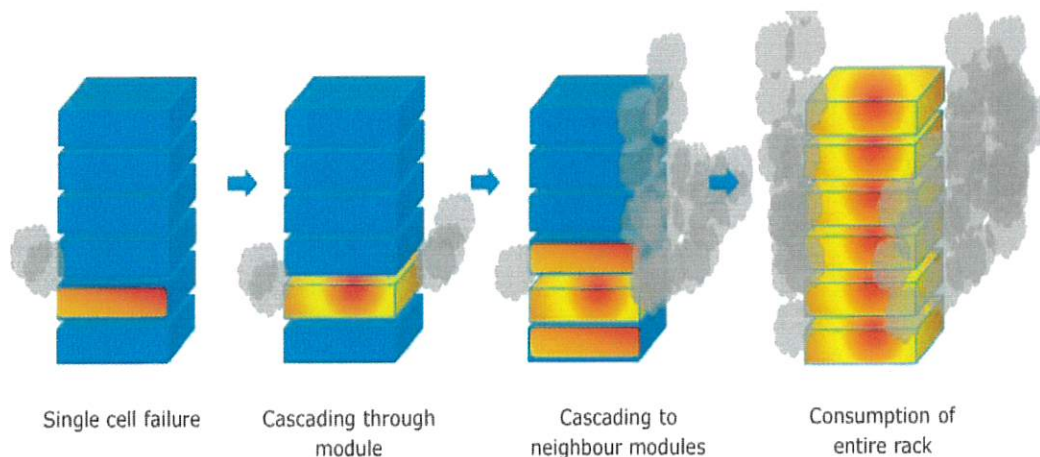 Single cell failure
Cascading through
module
Cascading to
neighbour modules
Consumption of
entire rack